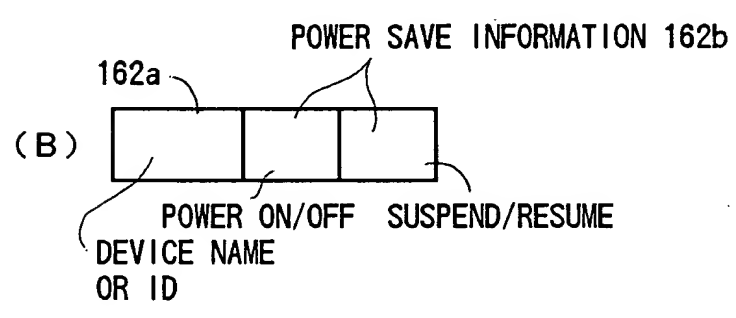 POWER SAVE INFORMATION 162b
162a
(B)
POWER ON/OFF SUSPEND/RESUME
DEVICE NAME
OR ID